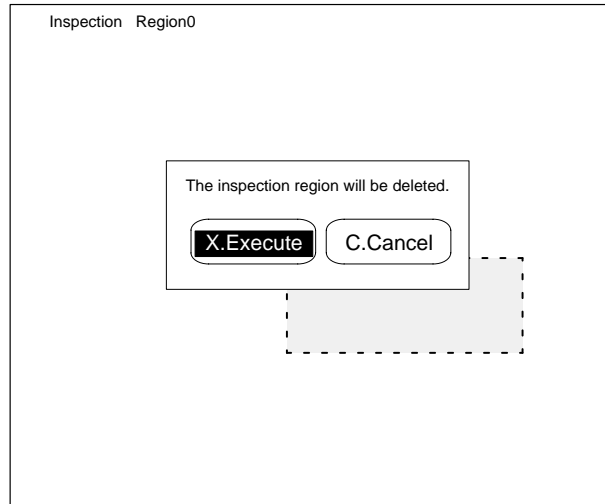 Inspection Region0
The inspection region will be deleted.
X.Execute C.Cancel